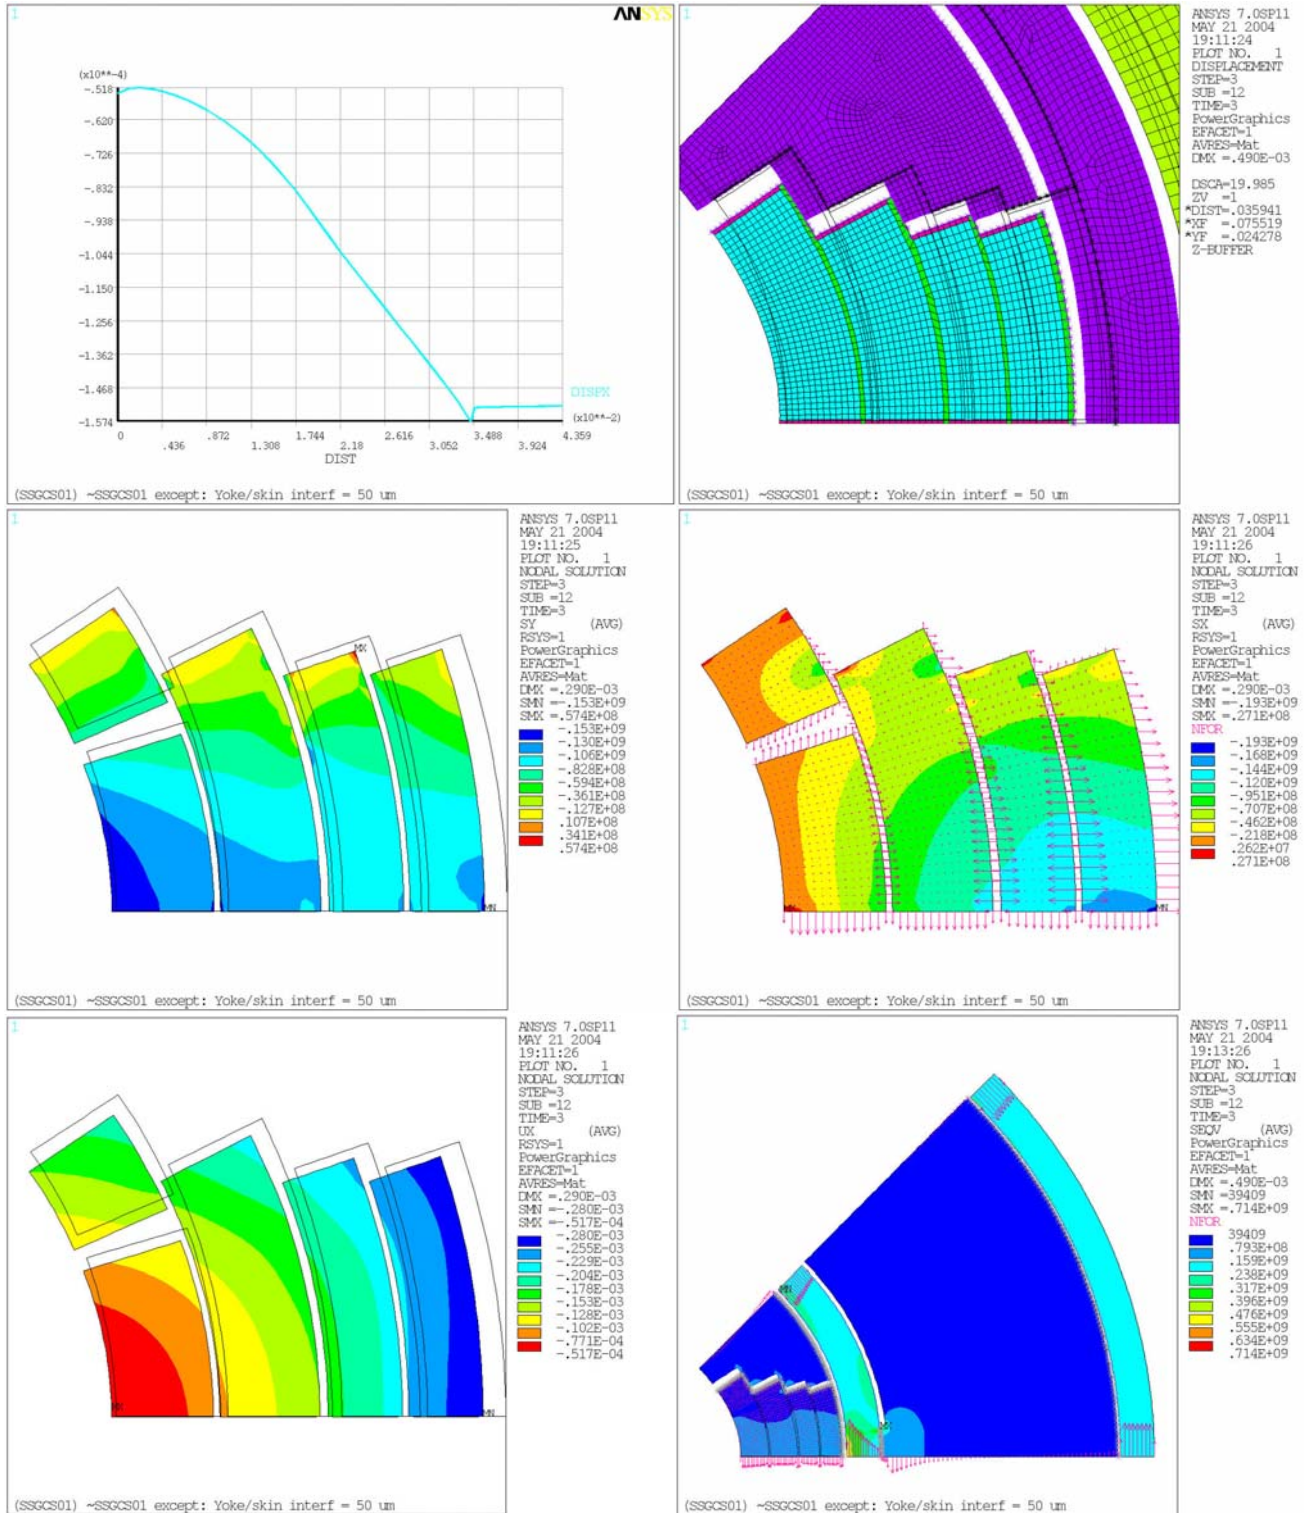 1
ANSYS
(x10**-4)
-.518
-.620
-.726
-.832
-.938
-1.044
-1.150
-1.256
-1.362
-1.468
-1.574
DISPX
(x10**-2)
0 .872 1.744 2.616 3.488 4.359
.436 1.308 2.18 3.052 3.924
DIST
(SSGCS01) ~SSGCS01 except: Yoke/skin interf = 50 um
1
ANSYS 7.0SP11
MAY 21 2004
19:11:24
PLOT NO. 1
DISPLACEMENT
STEP=3
SUB =12
TIME=3
PowerGraphics
EFACET=1
AVRES=Mat
DMX =.490E-03
DSCA=19.985
ZV =1
*DIST=.035941
*XF =.075519
*YF =.024278
Z-BUFFER
(SSGCS01) ~SSGCS01 except: Yoke/skin interf = 50 um
1
MX
MN
ANSYS 7.0SP11
MAY 21 2004
19:11:25
PLOT NO. 1
NODAL SOLUTION
STEP=3
SUB =12
TIME=3
SY (AVG)
RSYS=1
PowerGraphics
EFACET=1
AVRES=Mat
DMX =.290E-03
SMN =-.153E+09
SMX =.574E+08
-.153E+09
-.130E+09
-.106E+09
-.828E+08
-.594E+08
-.361E+08
-.127E+08
.107E+08
.341E+08
.574E+08
(SSGCS01) ~SSGCS01 except: Yoke/skin interf = 50 um
1
MX
MN
ANSYS 7.0SP11
MAY 21 2004
19:11:26
PLOT NO. 1
NODAL SOLUTION
STEP=3
SUB =12
TIME=3
SX (AVG)
RSYS=1
PowerGraphics
EFACET=1
AVRES=Mat
DMX =.290E-03
SMN =-.193E+09
SMX =.271E+08
NFOR
-.193E+09
-.168E+09
-.144E+09
-.120E+09
-.951E+08
-.707E+08
-.462E+08
-.218E+08
.262E+07
.271E+08
(SSGCS01) ~SSGCS01 except: Yoke/skin interf = 50 um
1
MX
MN
ANSYS 7.0SP11
MAY 21 2004
19:11:26
PLOT NO. 1
NODAL SOLUTION
STEP=3
SUB =12
TIME=3
UX (AVG)
RSYS=1
PowerGraphics
EFACET=1
AVRES=Mat
DMX =.290E-03
SMN =-.280E-03
SMX =-.517E-04
-.280E-03
-.255E-03
-.229E-03
-.204E-03
-.178E-03
-.153E-03
-.128E-03
-.102E-03
-.771E-04
-.517E-04
(SSGCS01) ~SSGCS01 except: Yoke/skin interf = 50 um
1
MN
MX
ANSYS 7.0SP11
MAY 21 2004
19:13:26
PLOT NO. 1
NODAL SOLUTION
STEP=3
SUB =12
TIME=3
SEQV (AVG)
PowerGraphics
EFACET=1
AVRES=Mat
DMX =.490E-03
SMN =39409
SMX =.714E+09
NFOR
39409
.793E+08
.159E+09
.238E+09
.317E+09
.396E+09
.476E+09
.555E+09
.634E+09
.714E+09
(SSGCS01) ~SSGCS01 except: Yoke/skin interf = 50 um